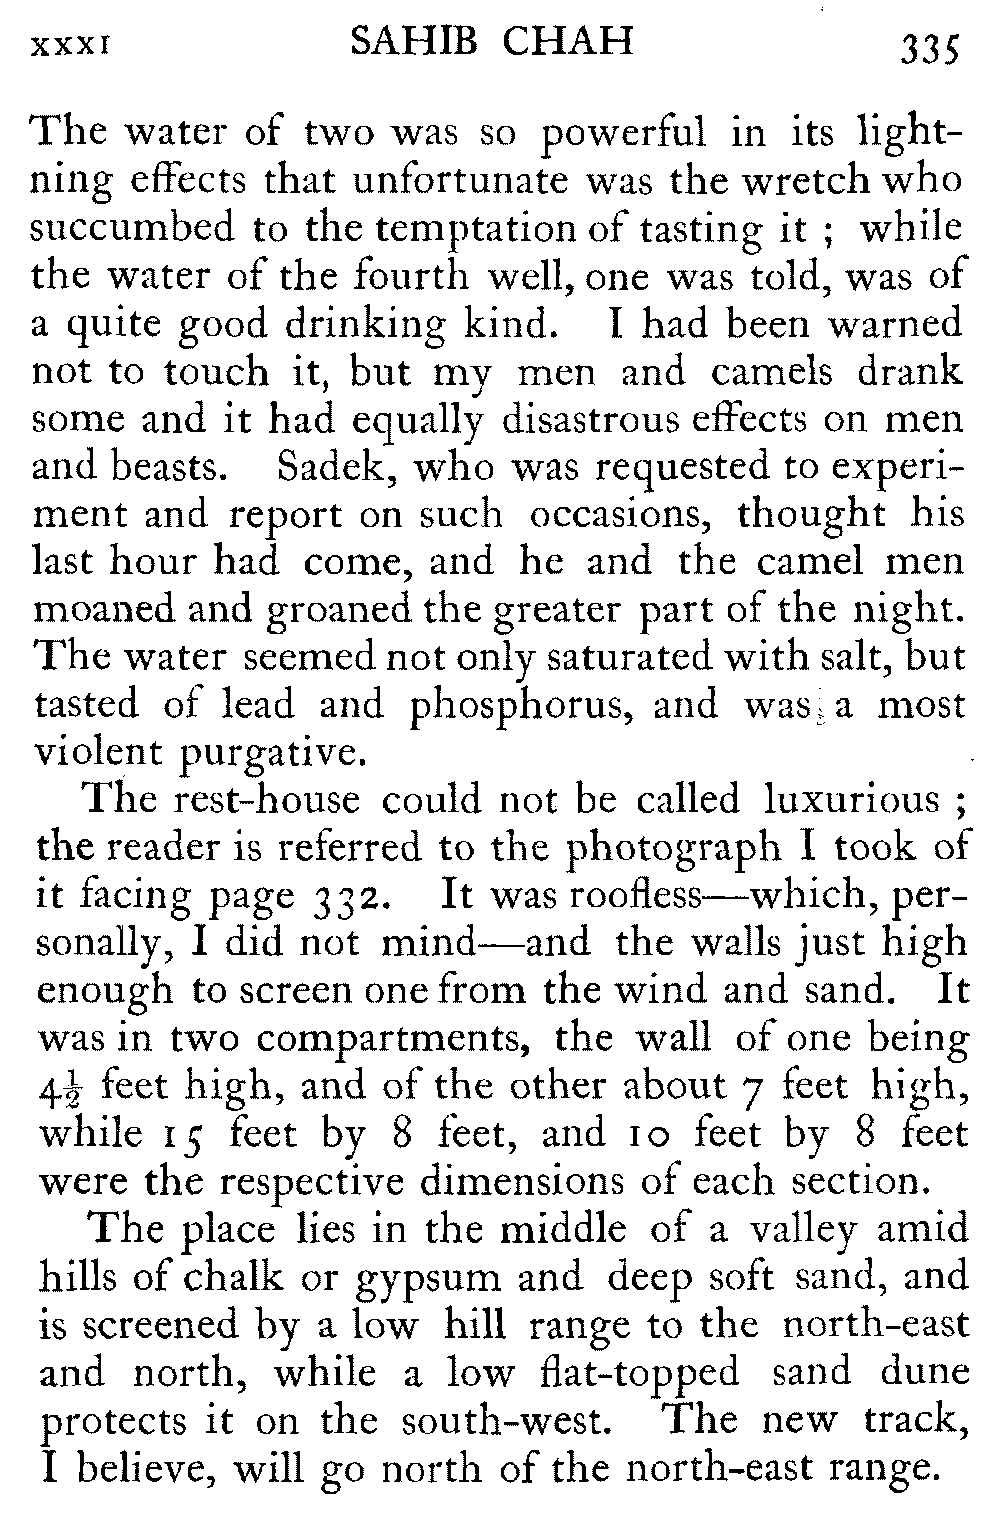 XXXI SAHIB CHAH 335
The water of two was so powerful in its light-
ning effects that unfortunate was the wretch who
succumbed to the temptation of tasting it ; while
the water of the fourth well, one was told, was of
a quite good drinking kind. I had been warned
not to touch it, but my men and camels drank
some and it had equally disastrous effects on men
and beasts. Sadek, who was requested to experi-
ment and report on such occasions, thought his
last hour had come, and he and the camel men
moaned and groaned the greater part of the night.
The water seemed not only saturated with salt, but
tasted of lead and phosphorus, and was a most
violent purgative.
The rest-house could not be called luxurious ;
the reader is referred to the photograph I took of
it facing page 332. It was roofless—which, per-
sonally, I did not mind—and the walls just high
enough to screen one from the wind and sand. It
was in two compartments, the wall of one being
4½ feet high, and of the other about 7 feet high,
while 15 feet by 8 feet, and 10 feet by 8 feet
were the respective dimensions of each section.
The place lies in the middle of a valley amid
hills of chalk or gypsum and deep soft sand, and
is screened by a low hill range to the north-east
and north, while a low flat-topped sand dune
protects it on the south-west. The new track,
I believe, will go north of the north-east range.